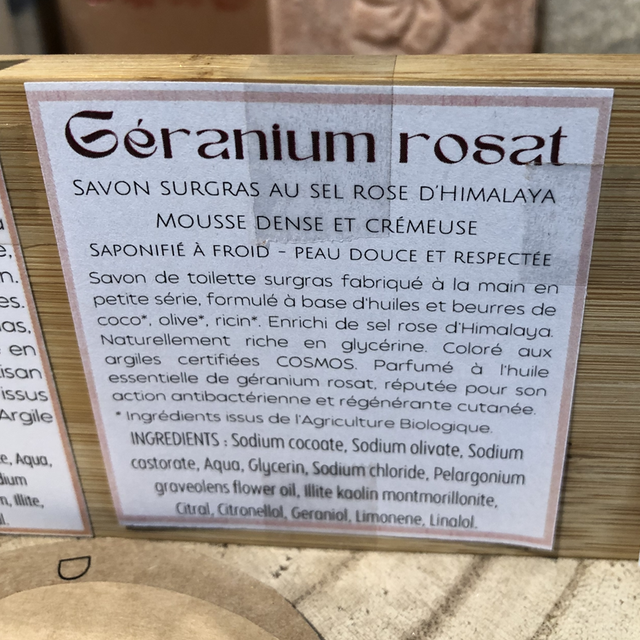 Géranium rosat
SAVON SURGRAS AU SEL ROSE D'HIMALAYA
MOUSSE DENSE ET CRÉMEUSE
SAPONIFIÉ À FROID - PEAU DOUCE ET RESPECTÉE
Savon de toilette surgras fabriqué à la main en
petite série, formulé à base d'huiles et beurres de
coco*, olive*, ricin*. Enrichi de sel rose d'Himalaya.
Naturellement riche en glycérine. Coloré aux
argiles certifiées COSMOS. Parfumé à l'huile
essentielle de géranium rosat, réputée pour son
action antibactérienne et régénérante cutanée.
* Ingrédients issus de l'Agriculture Biologique.
INGREDIENTS : Sodium cocoate, Sodium olivate, Sodium
castorate, Aqua, Glycerin, Sodium chloride, Pelargonium
graveolens flower oil, Illite kaolin montmorillonite,
Citral, Citronellol, Geraniol, Limonene, Linalol.
en
Argile
Aqua,
Illite,
D